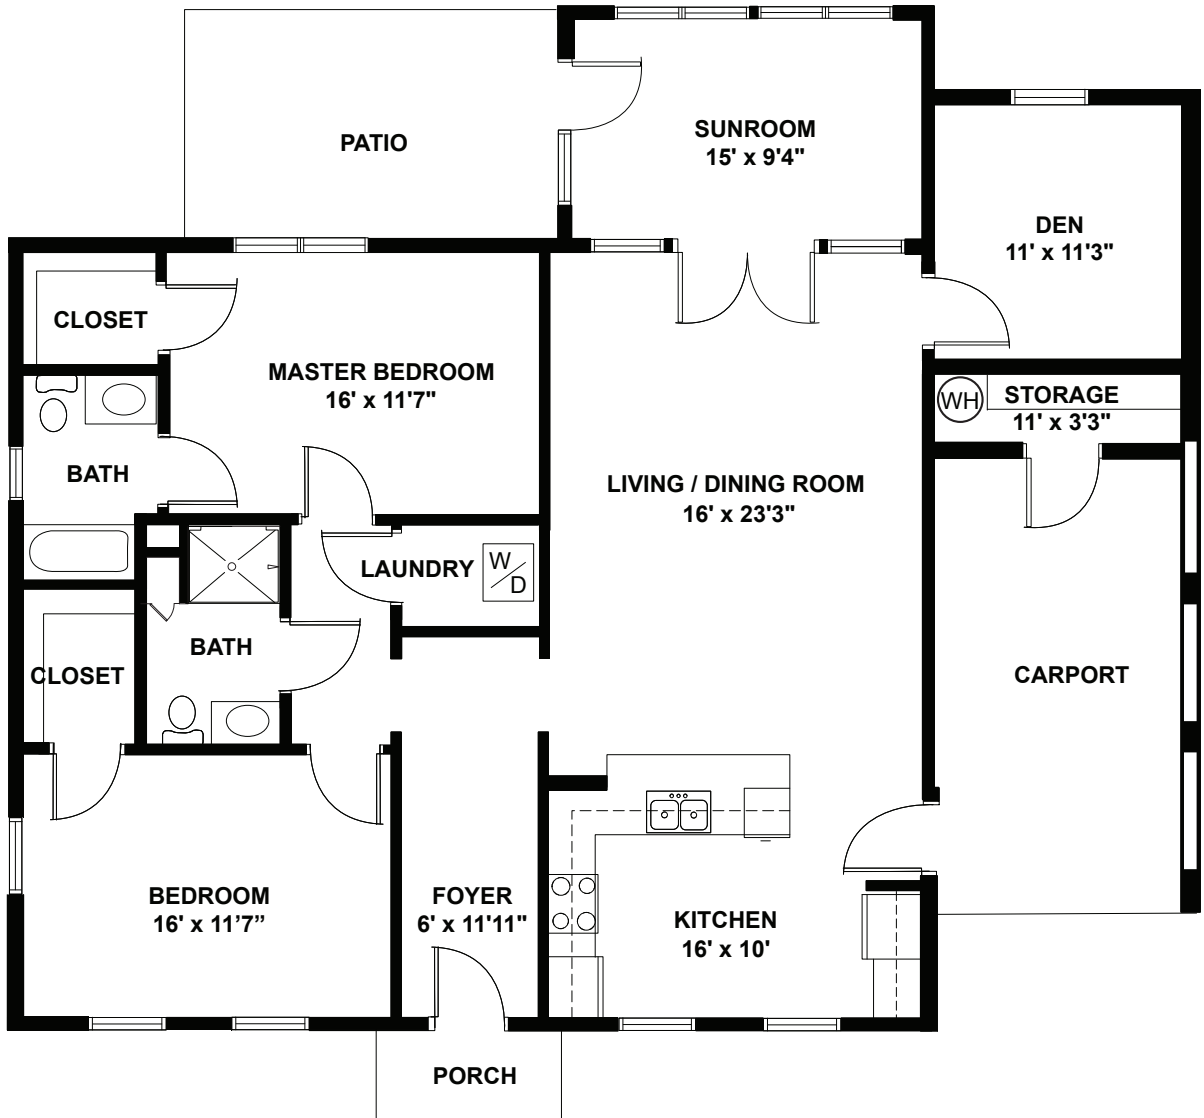 PATIO
SUNROOM
15' x 9'4"
DEN
11' x 11'3"
CLOSET
MASTER BEDROOM
16' x 11'7"
WH
STORAGE
11' x 3'3"
BATH
LIVING / DINING ROOM
16' x 23'3"
LAUNDRY
W/D
BATH
CLOSET
CARPORT
BEDROOM
16' x 11’7”
FOYER
6' x 11'11"
KITCHEN
16' x 10'
PORCH